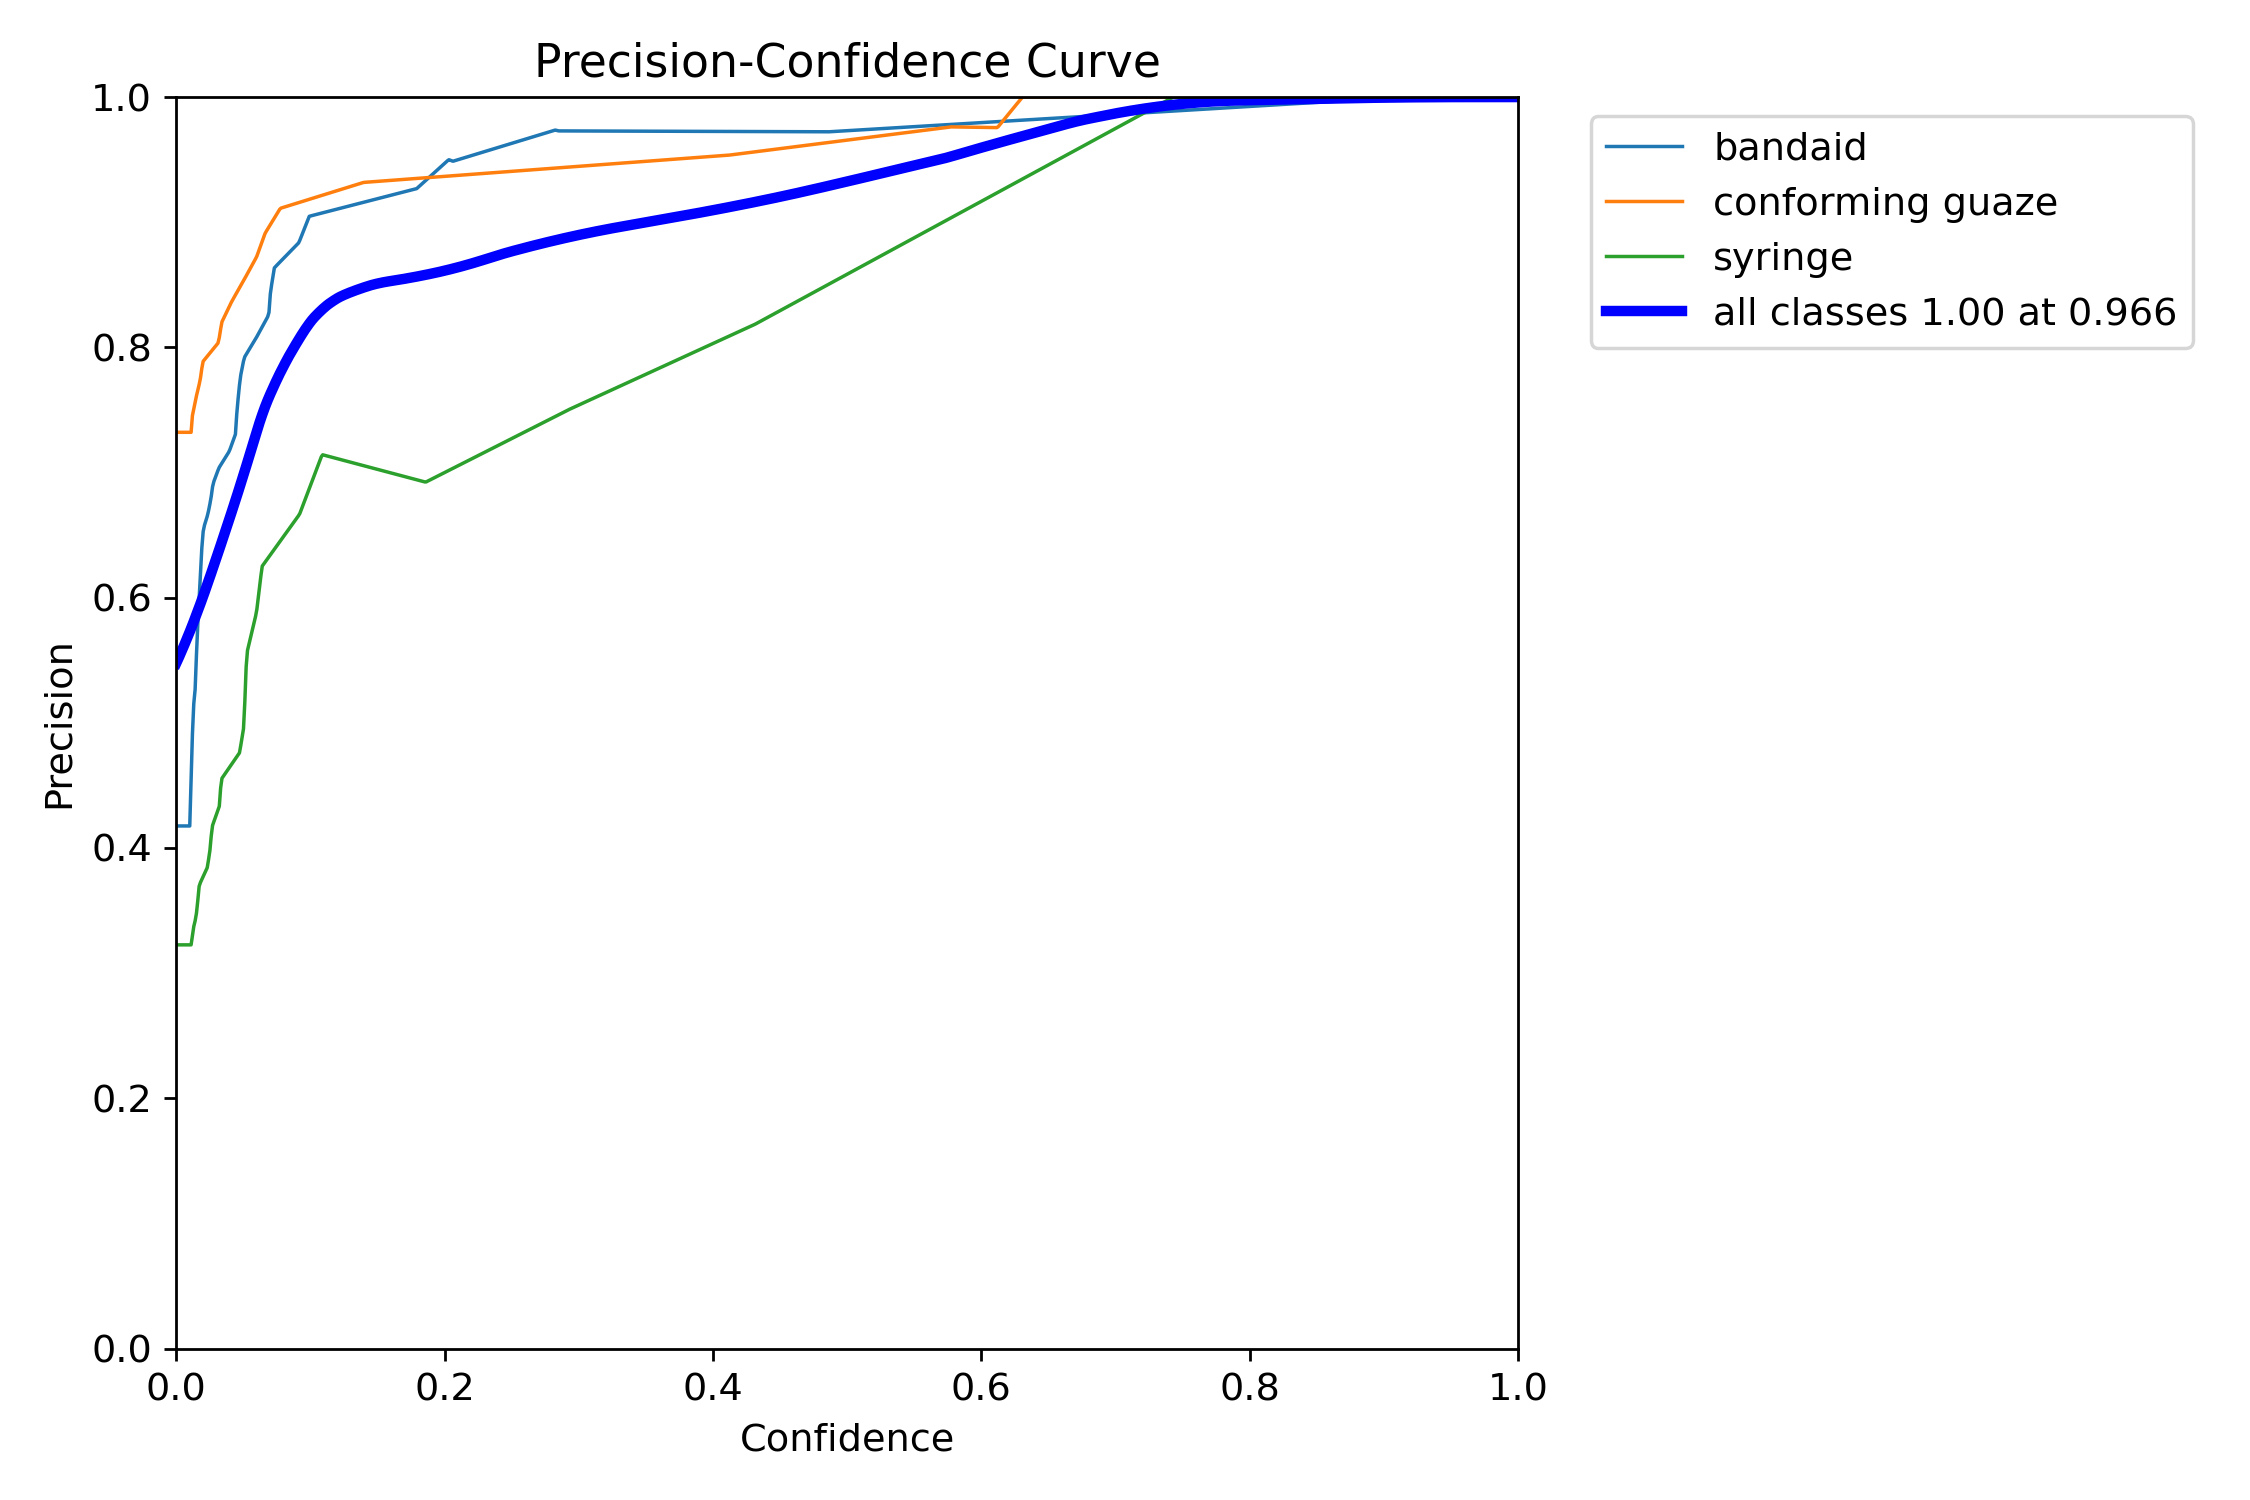 Precision-Confidence Curve
1.0
0.8
0.6
0.4
0.2
0.0
Precision
0.0 0.2 0.4 0.6 0.8 1.0
Confidence
bandaid
conforming guaze
syringe
all classes 1.00 at 0.966